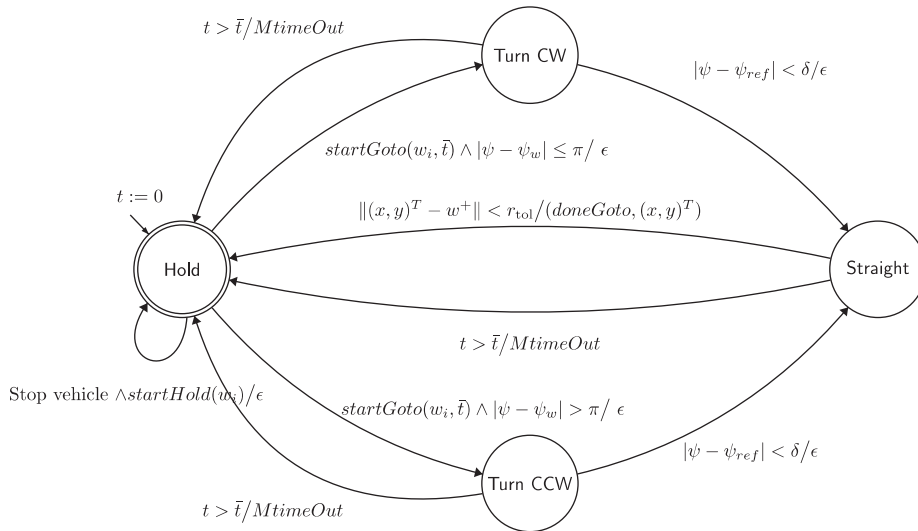 t > t̄/MtimeOut
Turn CW
|ψ − ψ_ref| < δ/ϵ
startGoto(w_i, t̄) ∧ |ψ − ψ_w| ≤ π/ ϵ
t := 0
‖(x, y)^T − w^+‖ < r_tol/(doneGoto, (x, y)^T)
Hold
Straight
t > t̄/MtimeOut
Stop vehicle ∧startHold(w_i)/ϵ
startGoto(w_i, t̄) ∧ |ψ − ψ_w| > π/ ϵ
|ψ − ψ_ref| < δ/ϵ
Turn CCW
t > t̄/MtimeOut